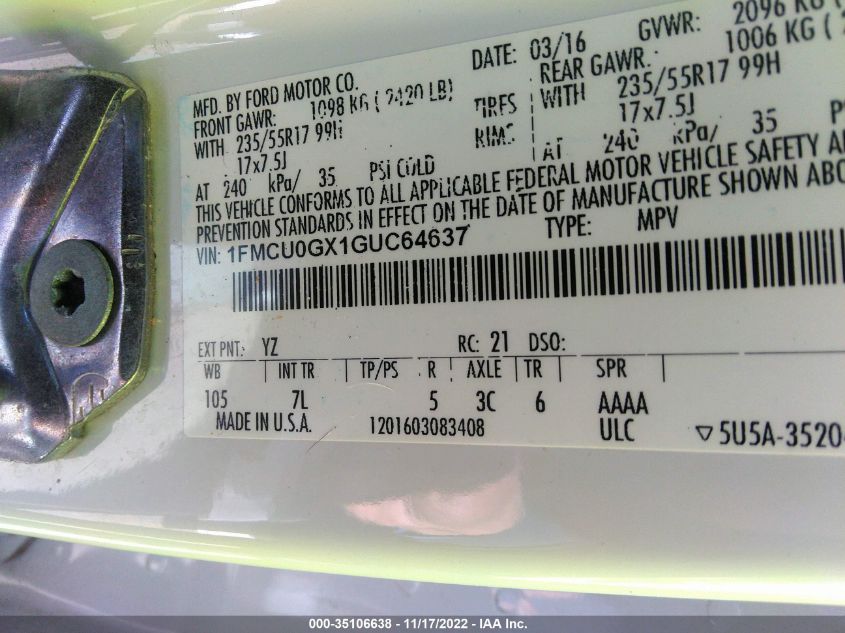 MFD. BY FORD MOTOR CO. DATE: 03/16 GVWR: 2096 KG (
FRONT GAWR: 1098 KG ( 2420 LB) REAR GAWR: 1006 KG (
WITH 235/55R17 99H TIRES WITH 235/55R17 99H
17x7.5J RIMS 17x7.5J
AT 240 kPa/ 35 PSI COLD AT 240 kPa/ 35
THIS VEHICLE CONFORMS TO ALL APPLICABLE FEDERAL MOTOR VEHICLE SAFETY
PREVENTION STANDARDS IN EFFECT ON THE DATE OF MANUFACTURE SHOWN
VIN: 1FMCU0GX1GUC64637 TYPE: MPV
EXT PNT: YZ RC: 21 DSO:
WB INT TR TP/PS R AXLE TR SPR
105 7L 5 3C 6 AAAA
MADE IN U.S.A. 1201603083408 ULC ▽5U5A-3520
000-35106638 - 11/17/2022 - IAA Inc.